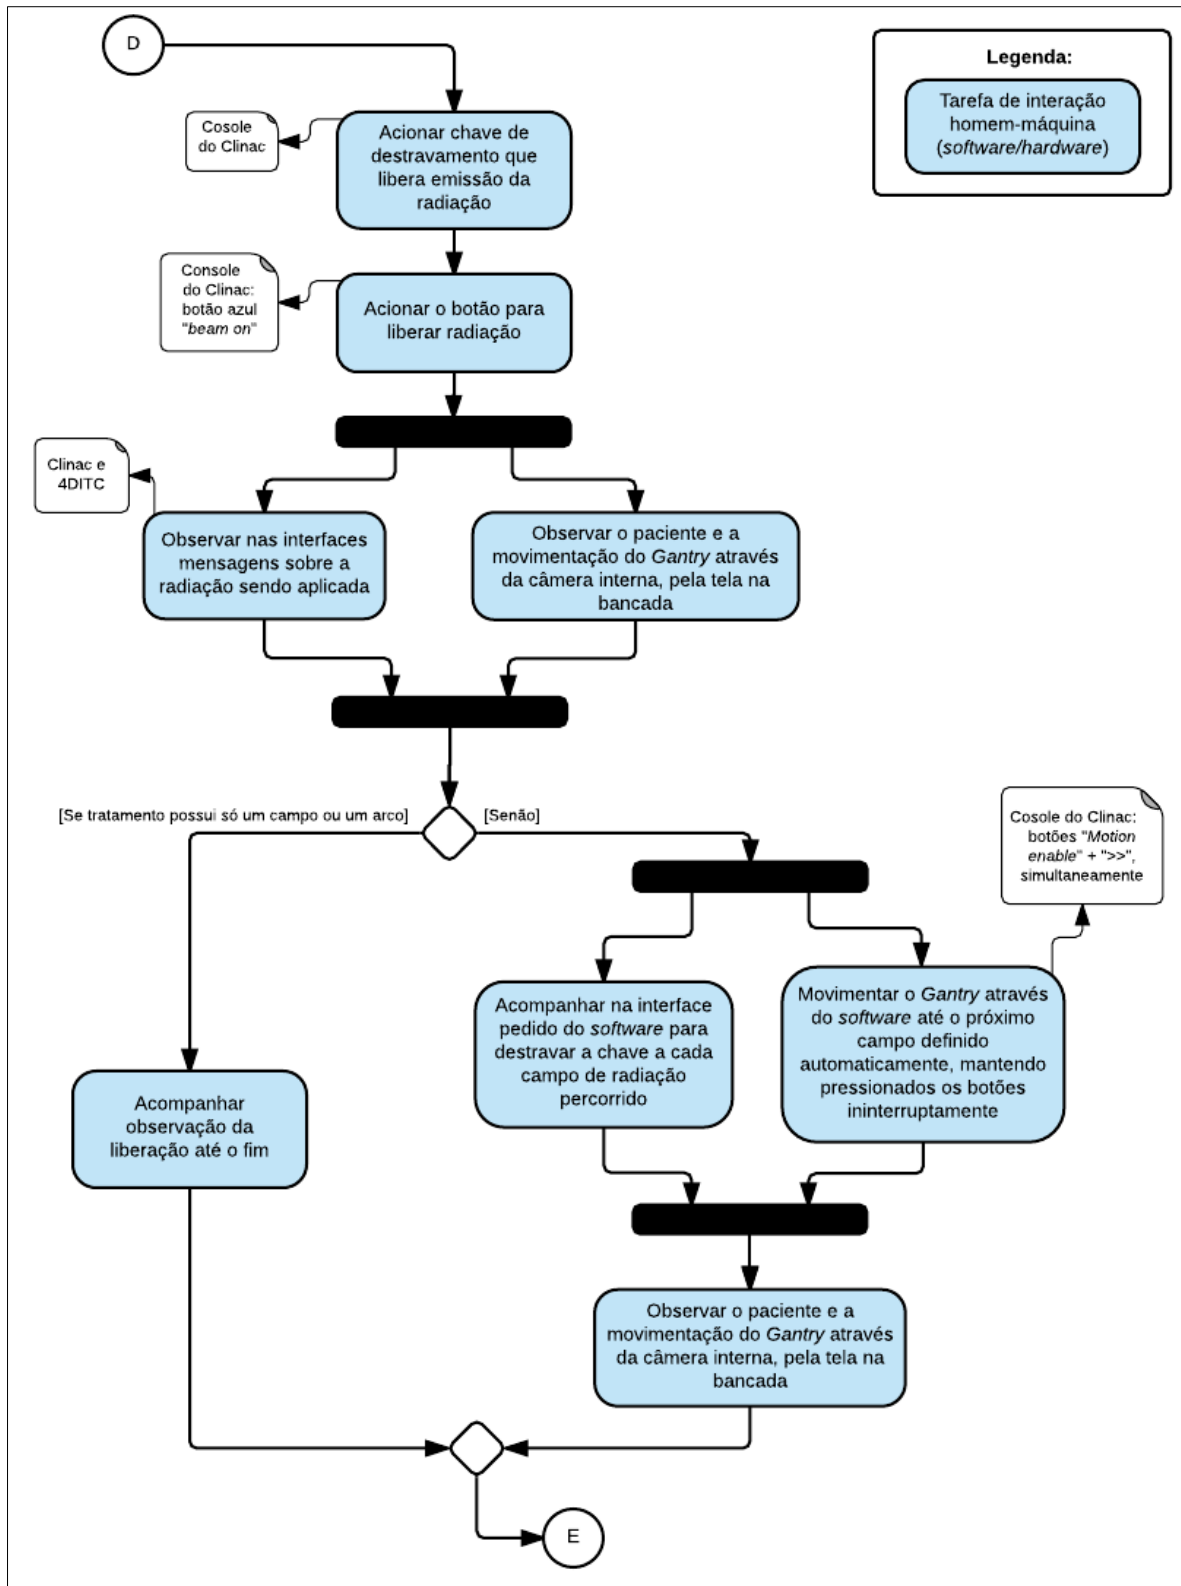 D
Legenda:
Tarefa de interação
homem-máquina
(software/hardware)
Cosole
do Clinac
Acionar chave de
destravamento que
libera emissão da
radiação
Console
do Clinac:
botão azul
"beam on"
Acionar o botão para
liberar radiação
Clinac e
4DITC
Observar nas interfaces
mensagens sobre a
radiação sendo aplicada
Observar o paciente e a
movimentação do Gantry através
da câmera interna, pela tela na
bancada
[Se tratamento possui só um campo ou um arco]
[Senão]
Cosole do Clinac:
botões "Motion
enable" + ">>",
simultaneamente
Acompanhar na interface
pedido do software para
destravar a chave a cada
campo de radiação
percorrido
Movimentar o Gantry através
do software até o próximo
campo definido
automaticamente, mantendo
pressionados os botões
ininterruptamente
Acompanhar
observação da
liberação até o fim
Observar o paciente e a
movimentação do Gantry através
da câmera interna, pela tela na
bancada
E